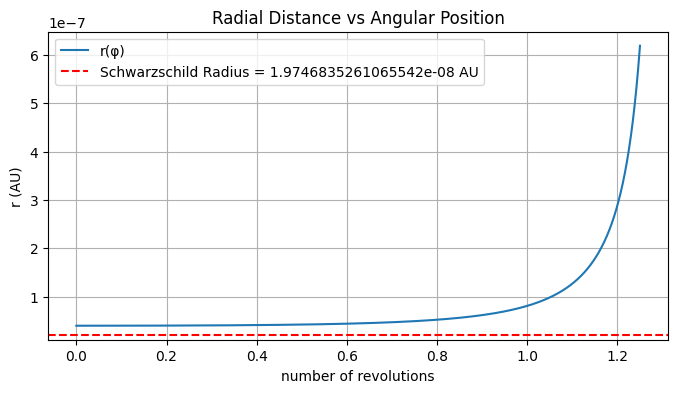 Radial Distance vs Angular Position
1e−7
r(φ)
Schwarzschild Radius = 1.9746835261065542e-08 AU
6
5
4
3
2
1
r (AU)
0.0 0.2 0.4 0.6 0.8 1.0 1.2
number of revolutions